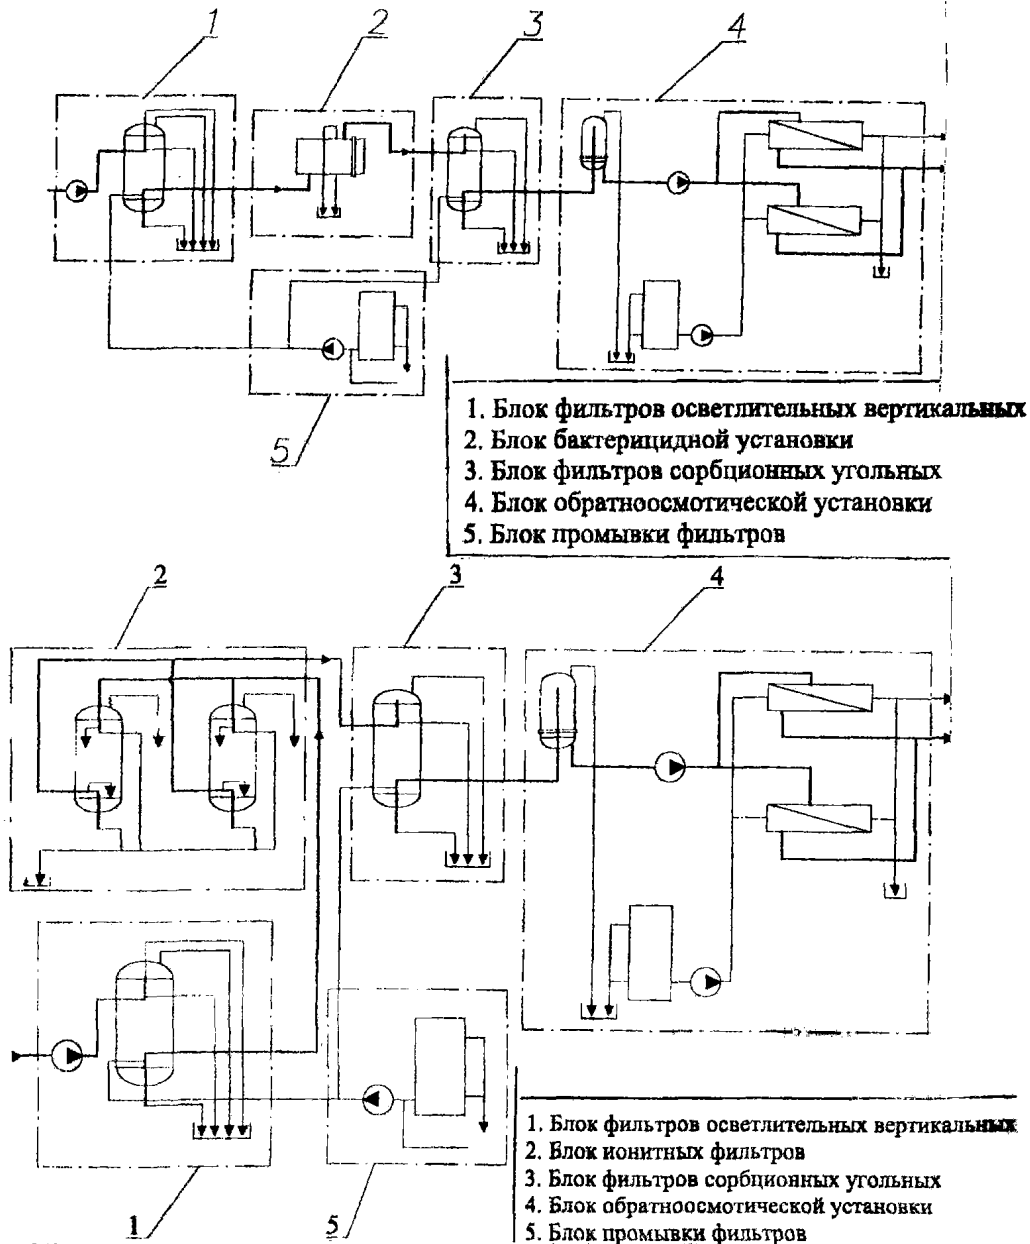 1 2 3 4
5
1. Блок фильтров осветлительных вертикальных
2. Блок бактерицидной установки
3. Блок фильтров сорбционных угольных
4. Блок обратноосмотической установки
5. Блок промывки фильтров
2 3 4
1 5
1. Блок фильтров осветлительных вертикальных
2. Блок ионитных фильтров
3. Блок фильтров сорбционных угольных
4. Блок обратноосмотической установки
5. Блок промывки фильтров